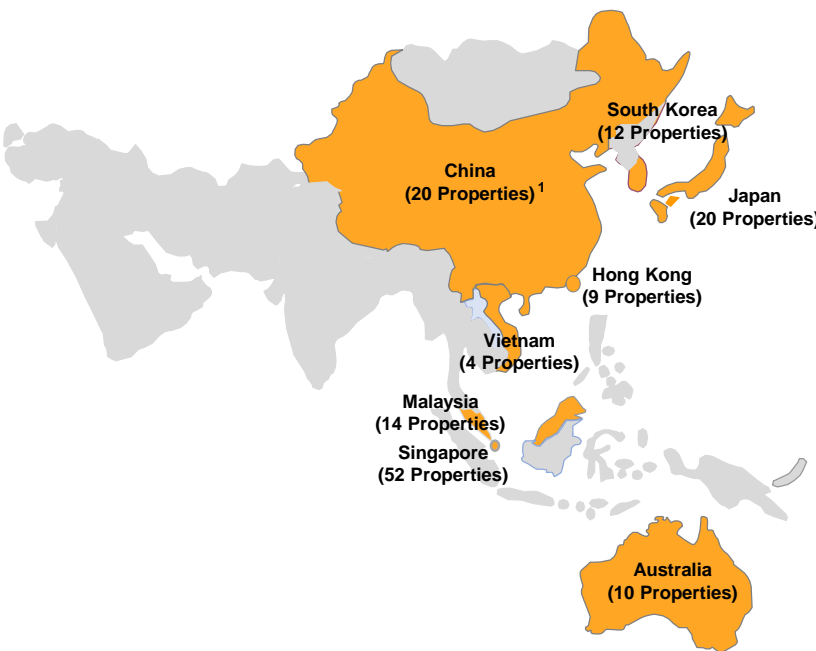 South Korea
(12 Properties)
China
(20 Properties)¹
Japan
(20 Properties)
Hong Kong
(9 Properties)
Vietnam
(4 Properties)
Malaysia
(14 Properties)
Singapore
(52 Properties)
Australia
(10 Properties)